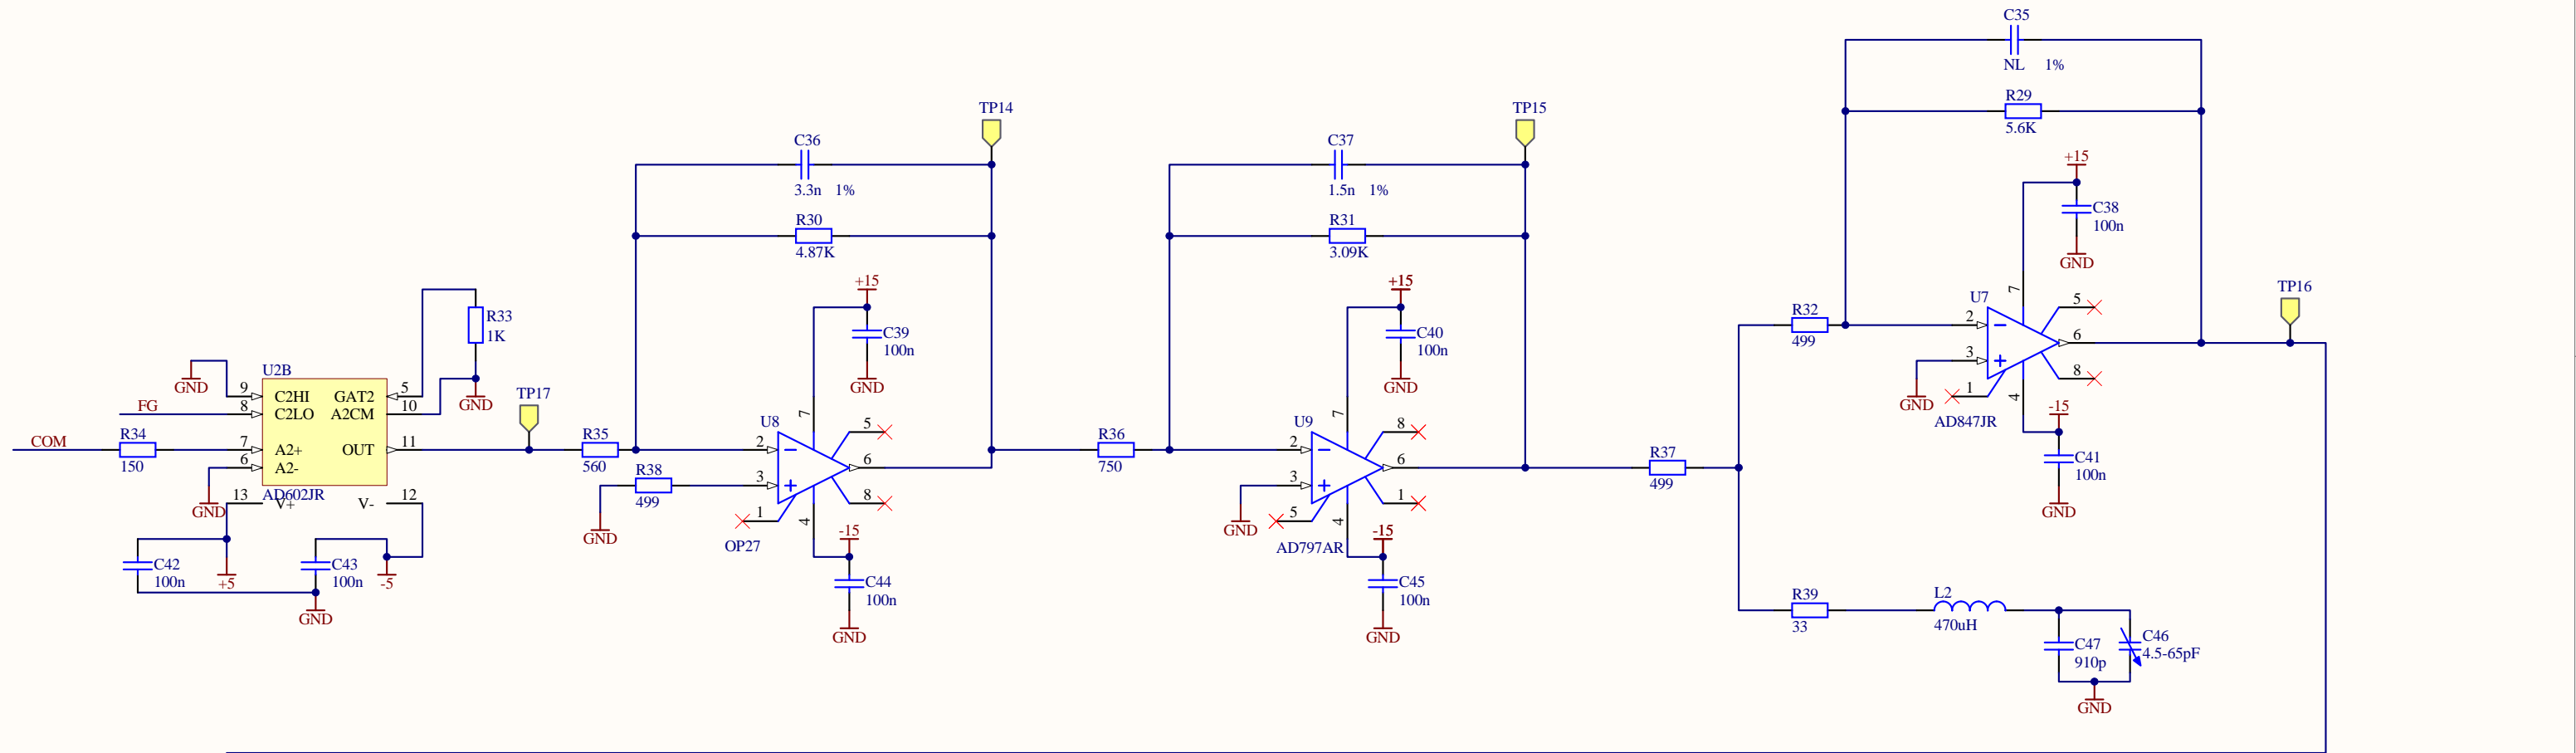 C35
NL 1%
R29
5.6K
TP14
TP15
C36
3.3n 1%
C37
1.5n 1%
+15
C38
100n
GND
R30
4.87K
R31
3.09K
+15
C39
100n
GND
+15
C40
100n
GND
R33
1K
GND
TP16
7
U7
R32
499
2
3
1
5
6
8
4
GND
AD847JR
-15
C41
100n
GND
GND
U2B
9 C2HI GAT2 5
FG 8 C2LO A2CM 10
COM
R34
150
7 A2+ OUT 11
6 A2-
AD602JR
13 V+ V- 12
GND
C42
100n
+5
C43
100n
-5
GND
TP17
R35
560
R38
499
GND
U8
7
2
3
1
5
6
8
4
OP27
-15
C44
100n
GND
R36
750
U9
7
2
3
5
8
6
1
4
GND
AD797AR
-15
C45
100n
GND
R37
499
R39
33
L2
470uH
C47
910p
C46
4.5-65pF
GND